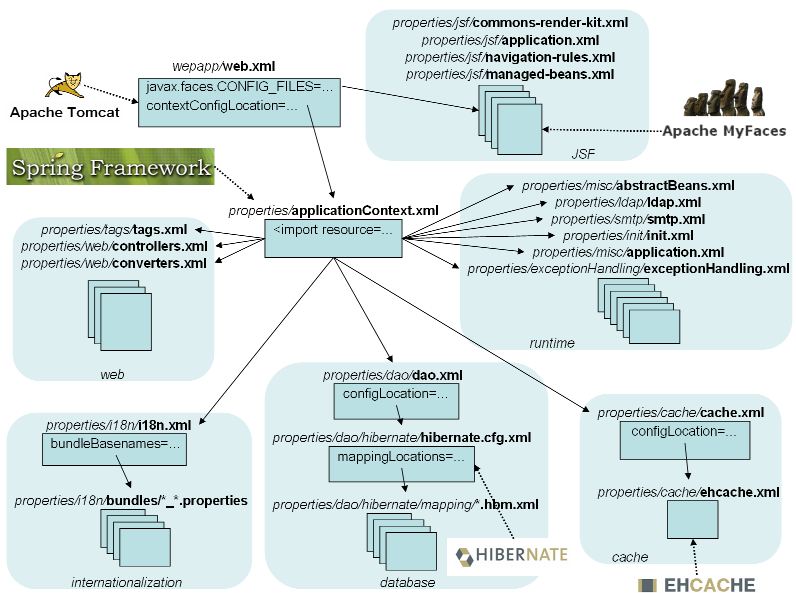 properties/jsf/commons-render-kit.xml
properties/jsf/application.xml
properties/jsf/navigation-rules.xml
properties/jsf/managed-beans.xml
JSF
wepapp/web.xml
javax.faces.CONFIG_FILES=...
contextConfigLocation=...
Apache Tomcat
Apache MyFaces
Spring Framework
properties/applicationContext.xml
<import resource=...
properties/tags/tags.xml
properties/web/controllers.xml
properties/web/converters.xml
web
properties/misc/abstractBeans.xml
properties/ldap/ldap.xml
properties/smtp/smtp.xml
properties/init/init.xml
properties/misc/application.xml
properties/exceptionHandling/exceptionHandling.xml
runtime
properties/i18n/i18n.xml
bundleBasenames=...
properties/i18n/bundles/*_*.properties
internationalization
properties/dao/dao.xml
configLocation=...
properties/dao/hibernate/hibernate.cfg.xml
mappingLocations=...
properties/dao/hibernate/mapping/*.hbm.xml
database
HIBERNATE
properties/cache/cache.xml
configLocation=...
properties/cache/ehcache.xml
cache
EHCACHE